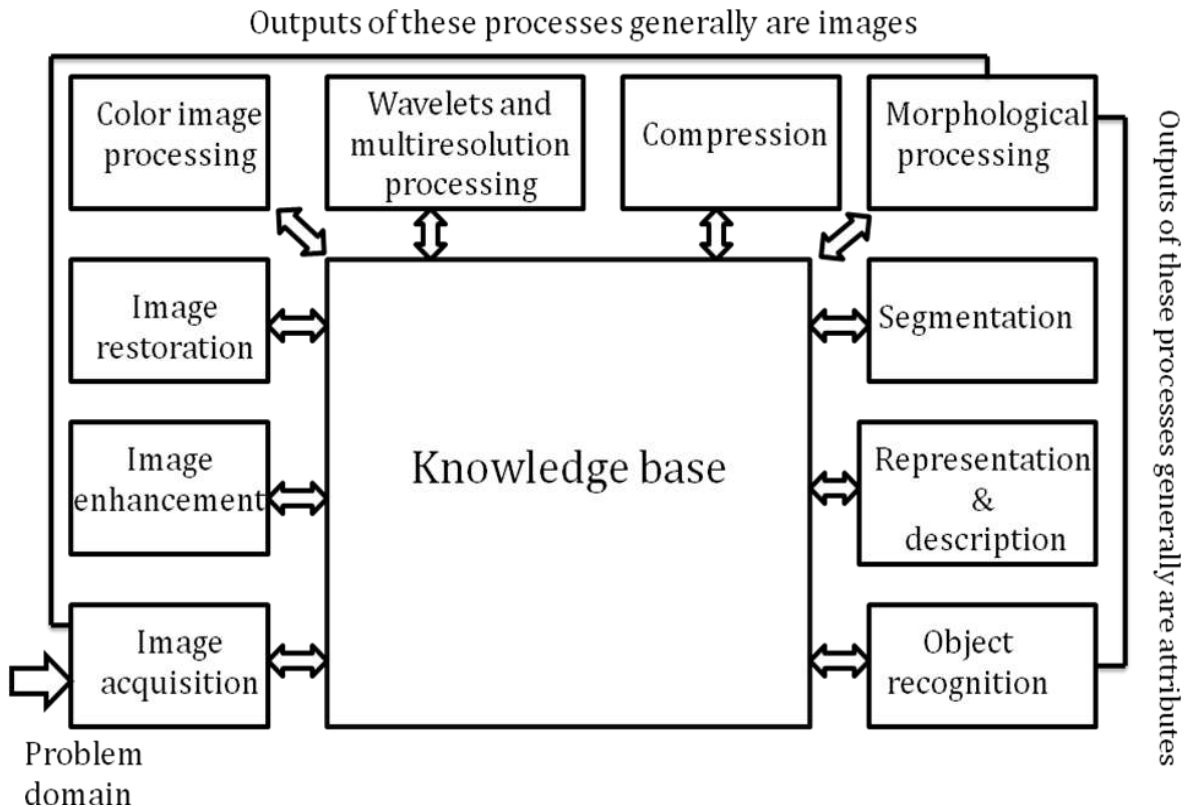 Outputs of these processes generally are images
Color image
processing
Wavelets and
multiresolution
processing
Compression
Morphological
processing
Image
restoration
Segmentation
Image
enhancement
Knowledge base
Representation
&
description
Image
acquisition
Object
recognition
Problem
domain
Outputs of these processes generally are attributes